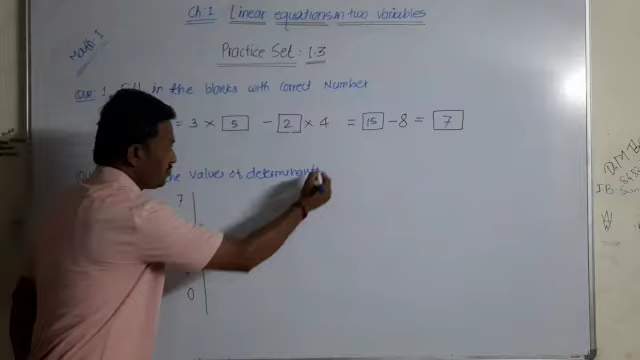 Ch:1 Linear equations in two variables
Math-1
Practice Set: 1.3
Que 1 Fill in the blanks with Correct Number
= 3 × 5 - 2 × 4 = 15 - 8 = 7
the values of determinants
7
0